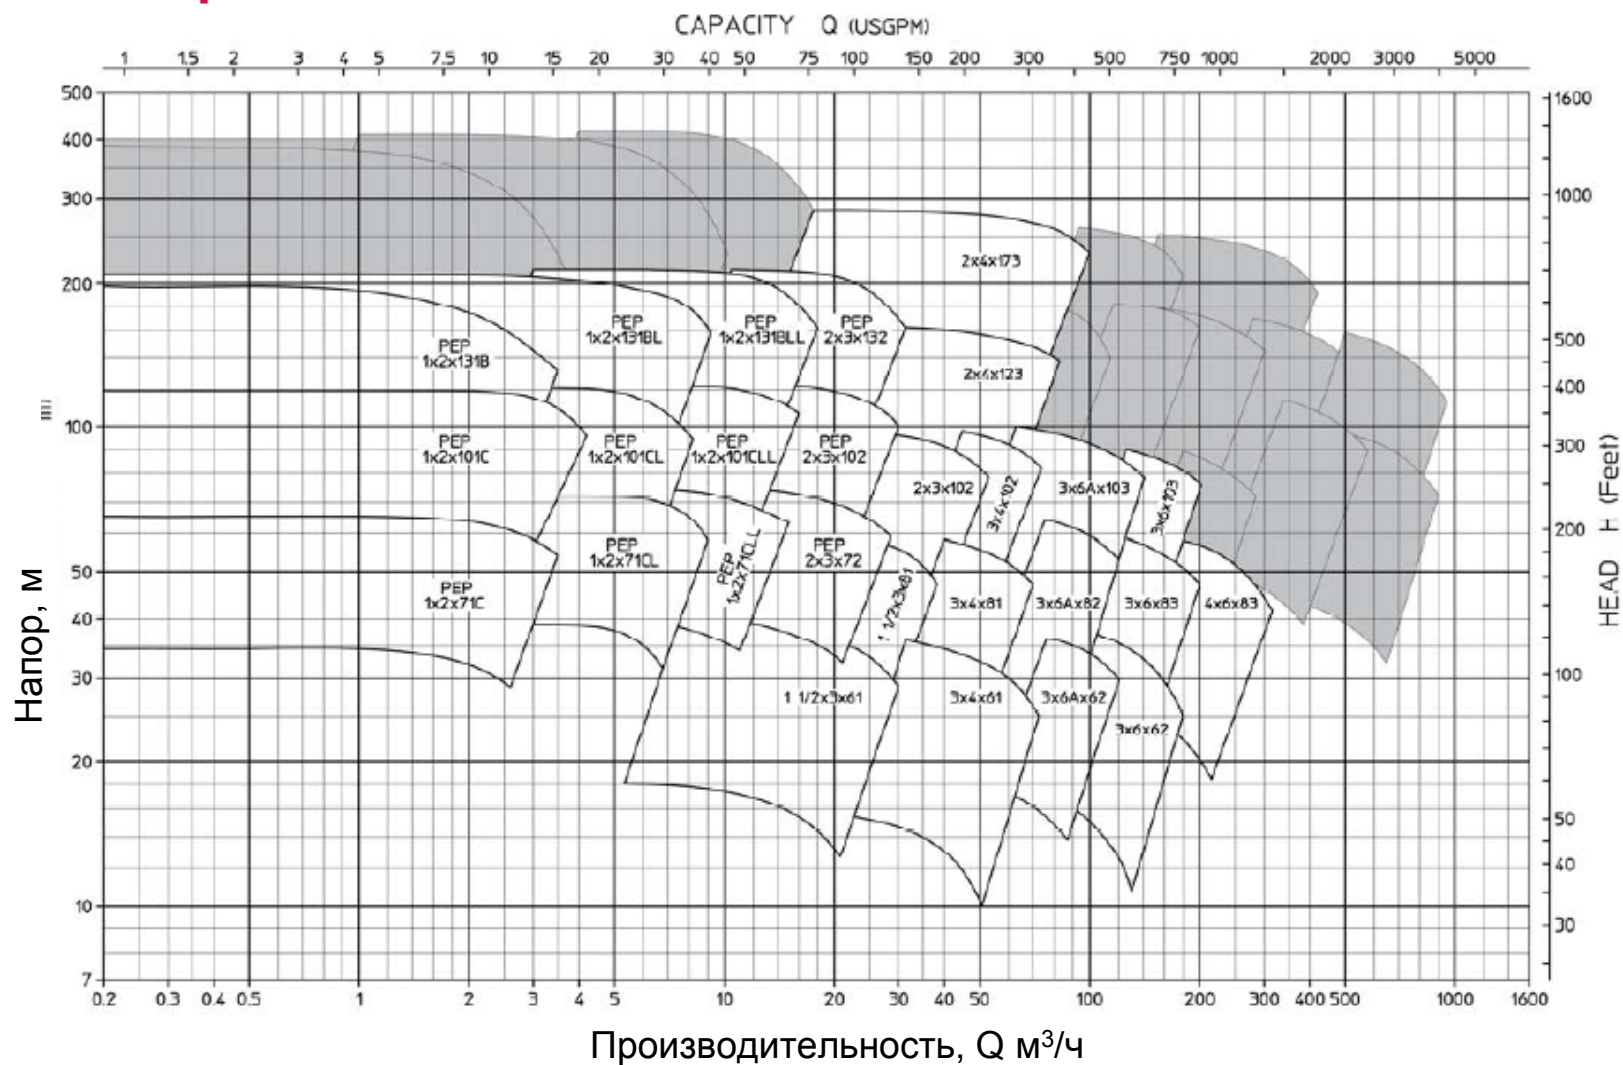 CAPACITY Q (USGPM)
1 1.5 2 3 4 5 7.5 10 15 20 30 40 50 75 100 150 200 300 500 750 1000 2000 3000 5000
500
400
300
200
100
50
40
30
20
10
7
1600
1000
500
400
300
200
100
50
40
30
HEAD H (Feet)
Напор, м
2x4x173
PEP
1x2x131BL
PEP
1x2x131BLL
PEP
2x3x132
PEP
1x2x131B
2x4x123
PEP
1x2x101C
PEP
1x2x101CL
PEP
1x2x101CLL
PEP
2x3x102
2x3x102
3x4x102
3x6Ax103
3x6x103
PEP
1x2x71C
PEP
1x2x71CL
PEP
1x2x71CLL
PEP
2x3x72
1 1/2x3x81
3x4x81
3x6Ax82
3x6x83
4x6x83
1 1/2x3x61
3x4x61
3x6Ax62
3x6x62
0.2 0.3 0.4 0.5 1 2 3 4 5 10 20 30 40 50 100 200 300 400 500 1000 1600
Производительность, Q м³/ч